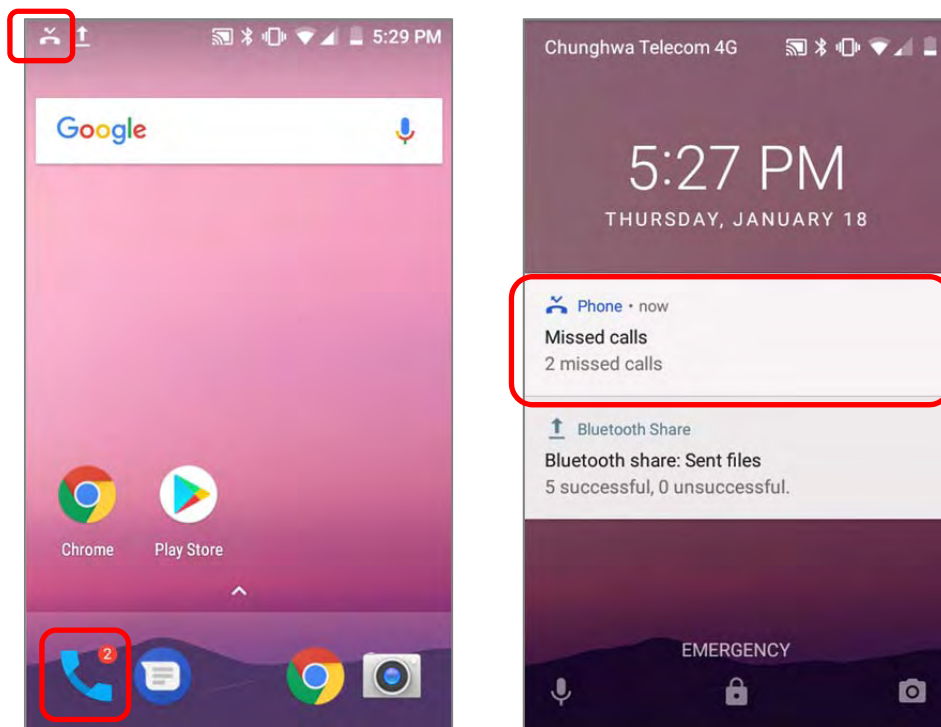 5:29 PM
Google
Chrome
Play Store
2
Chunghwa Telecom 4G
5:27 PM
THURSDAY, JANUARY 18
Phone • now
Missed calls
2 missed calls
Bluetooth Share
Bluetooth share: Sent files
5 successful, 0 unsuccessful.
EMERGENCY